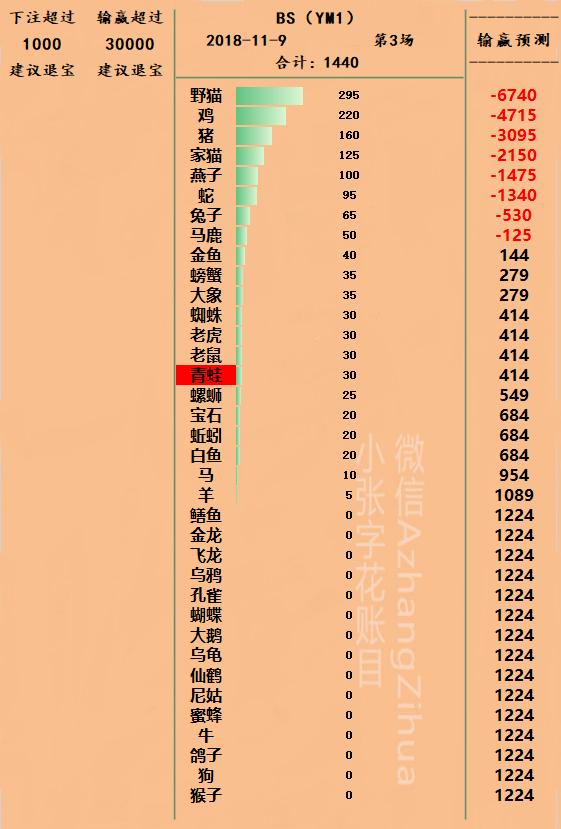 下注超过 输赢超过
1000 30000
建议退宝 建议退宝
BS（YM1）
2018-11-9 第3场
合计：1440
输赢预测
野猫 295 -6740
鸡 220 -4715
猪 160 -3095
家猫 125 -2150
燕子 100 -1475
蛇 95 -1340
兔子 65 -530
马鹿 50 -125
金鱼 40 144
螃蟹 35 279
大象 35 279
蜘蛛 30 414
老虎 30 414
老鼠 30 414
青蛙 30 414
螺蛳 25 549
宝石 20 684
蚯蚓 20 684
白鱼 20 684
马 10 954
羊 5 1089
鳝鱼 0 1224
金龙 0 1224
飞龙 0 1224
乌鸦 0 1224
孔雀 0 1224
蝴蝶 0 1224
大鹅 0 1224
乌龟 0 1224
仙鹤 0 1224
尼姑 0 1224
蜜蜂 0 1224
牛 0 1224
鸽子 0 1224
狗 0 1224
猴子 0 1224
微信AzhangZihua
小张字花账目